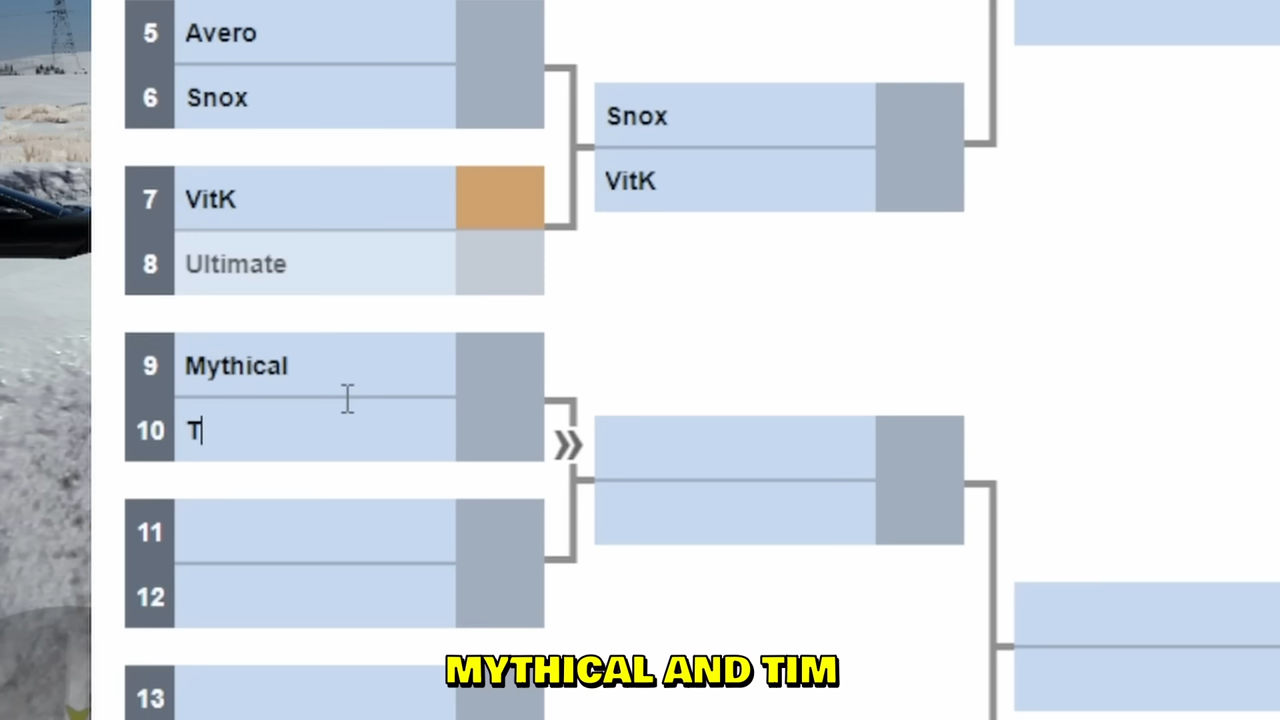 5 Avero
6 Snox
Snox
VitK
7 VitK
8 Ultimate
9 Mythical
10 T
11
12
13
MYTHICAL AND TIM